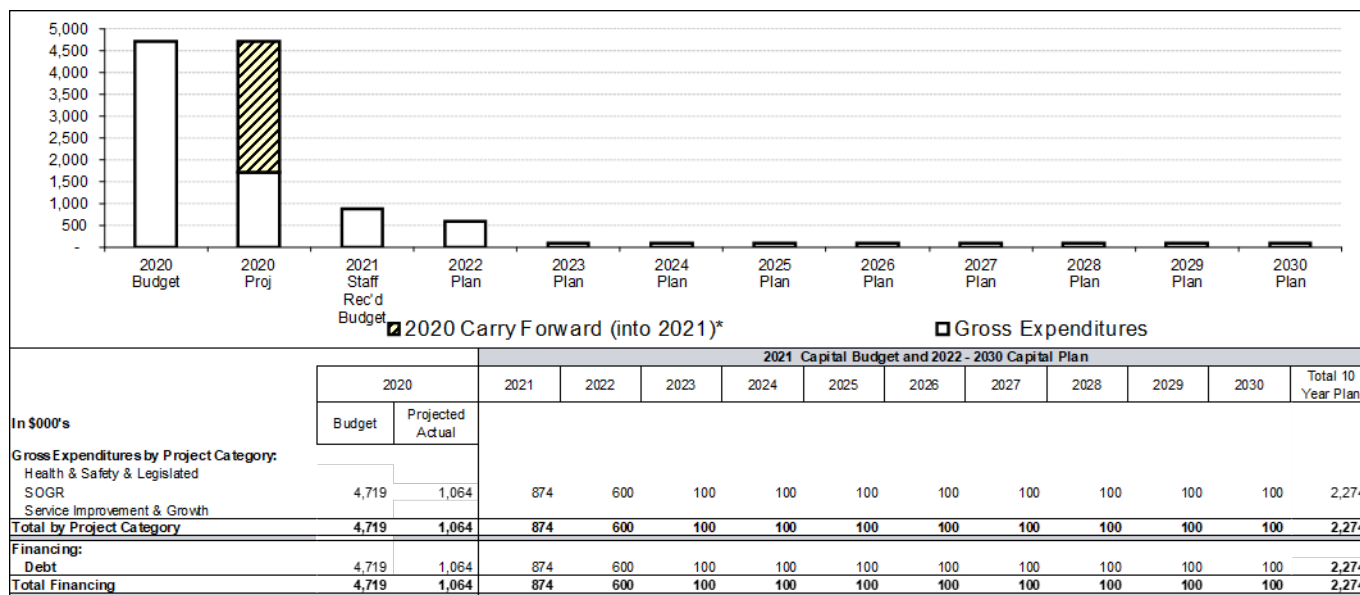 5,000
4,500
4,000
3,500
3,000
2,500
2,000
1,500
1,000
500
-
2020 Budget
2020 Proj
2021 Staff Rec'd Budget
2022 Plan
2023 Plan
2024 Plan
2025 Plan
2026 Plan
2027 Plan
2028 Plan
2029 Plan
2030 Plan
2020 Carry Forward (into 2021)* Gross Expenditures
2021 Capital Budget and 2022 - 2030 Capital Plan
2020 2021 2022 2023 2024 2025 2026 2027 2028 2029 2030 Total 10 Year Plan
In $000's Budget Projected Actual
Gross Expenditures by Project Category:
Health & Safety & Legislated
SOGR 4,719 1,064 874 600 100 100 100 100 100 100 100 100 2,274
Service Improvement & Growth
Total by Project Category 4,719 1,064 874 600 100 100 100 100 100 100 100 100 2,274
Financing:
Debt 4,719 1,064 874 600 100 100 100 100 100 100 100 100 2,274
Total Financing 4,719 1,064 874 600 100 100 100 100 100 100 100 100 2,274